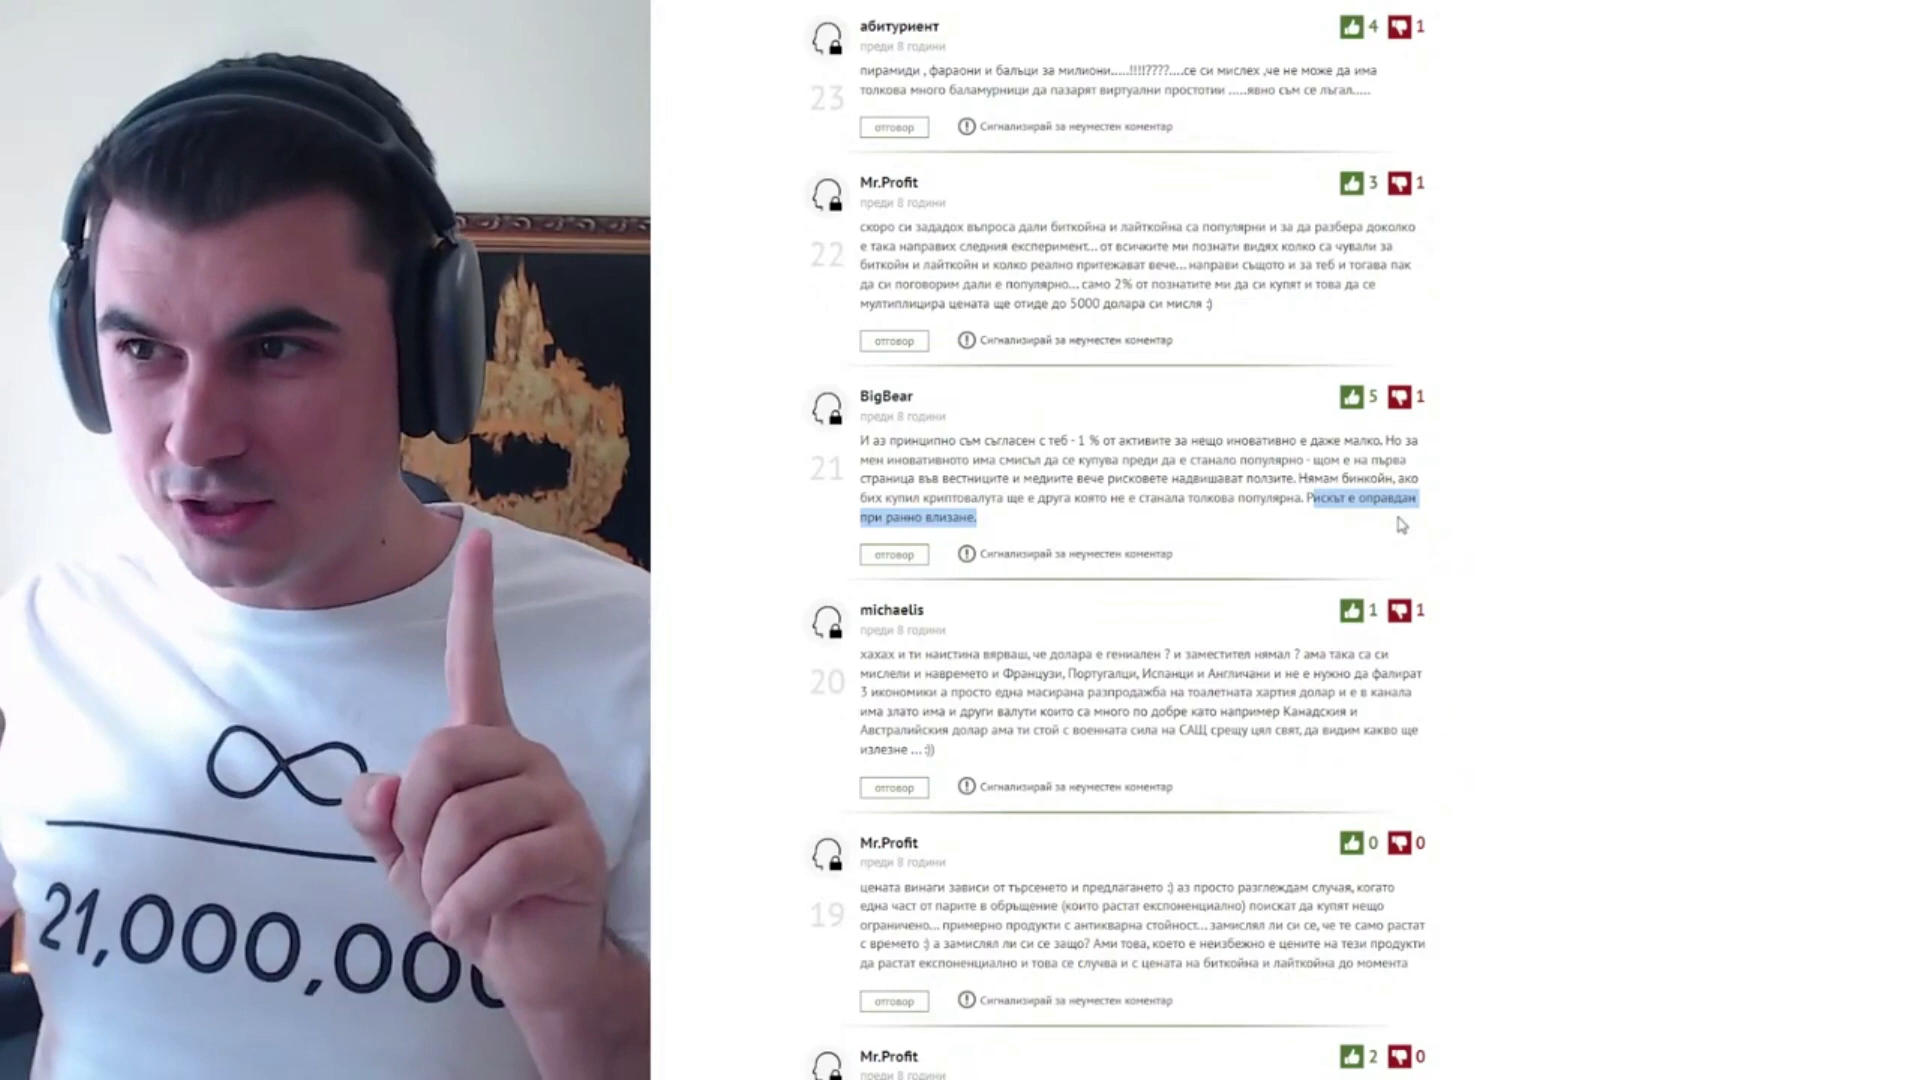 ∞
21,000,00
абитуриент
преди 8 години
4 1
23
пирамиди , фараони и балъци за милиони.....!!!!????....се си мислех ,че не може да има
толкова много баламурници да пазарят виртуални простотии .....явно съм се лъгал.....
отговор Сигнализирай за неуместен коментар
Mr.Profit
преди 8 години
3 1
22
скоро си зададох въпроса дали биткойна и лайткойна са популярни и за да разбера доколко
е така направих следния експеримент... от всичките ми познати видях колко са чували за
биткойн и лайткойн и колко реално притежават вече... направи същото и за теб и тогава пак
да си поговорим дали е популярно... само 2% от познатите ми да си купят и това да се
мултиплицира цената ще отиде до 5000 долара си мисля :)
отговор Сигнализирай за неуместен коментар
BigBear
преди 8 години
5 1
21
И аз принципно съм съгласен с теб - 1 % от активите за нещо иновативно е даже малко. Но за
мен иновативното има смисъл да се купува преди да е станало популярно - щом е на първа
страница във вестниците и медиите вече рисковете надвишават ползите. Нямам бинкойн, ако
бих купил криптовалута ще е друга която не е станала толкова популярна. Рискът е оправдан
при ранно влизане.
отговор Сигнализирай за неуместен коментар
michaelis
преди 8 години
1 1
20
хахах и ти наистина вярваш, че долара е гениален ? и заместител нямал ? ама така са си
мислели и навремето и Французи, Португалци, Испанци и Англичани и не е нужно да фалират
3 икономики а просто една масирана разпродажба на тоалетната хартия долар и е в канала
има злато има и други валути които са много по добре като например Канадския и
Австралийския долар ама ти стой с военната сила на САЩ срещу цял свят, да видим какво ще
излезне ... :))
отговор Сигнализирай за неуместен коментар
Mr.Profit
преди 8 години
0 0
19
цената винаги зависи от търсенето и предлагането :) аз просто разглеждам случая, когато
една част от парите в обръщение (които растат експоненциално) поискат да купят нещо
ограничено... примерно продукти с антикварна стойност... замислял ли си се, че те само растат
с времето :) а замислял ли си се защо? Ами това, което е неизбежно е цените на тези продукти
да растат експоненциално и това се случва и с цената на биткойна и лайткойна до момента
отговор Сигнализирай за неуместен коментар
Mr.Profit
преди 8 години
2 0